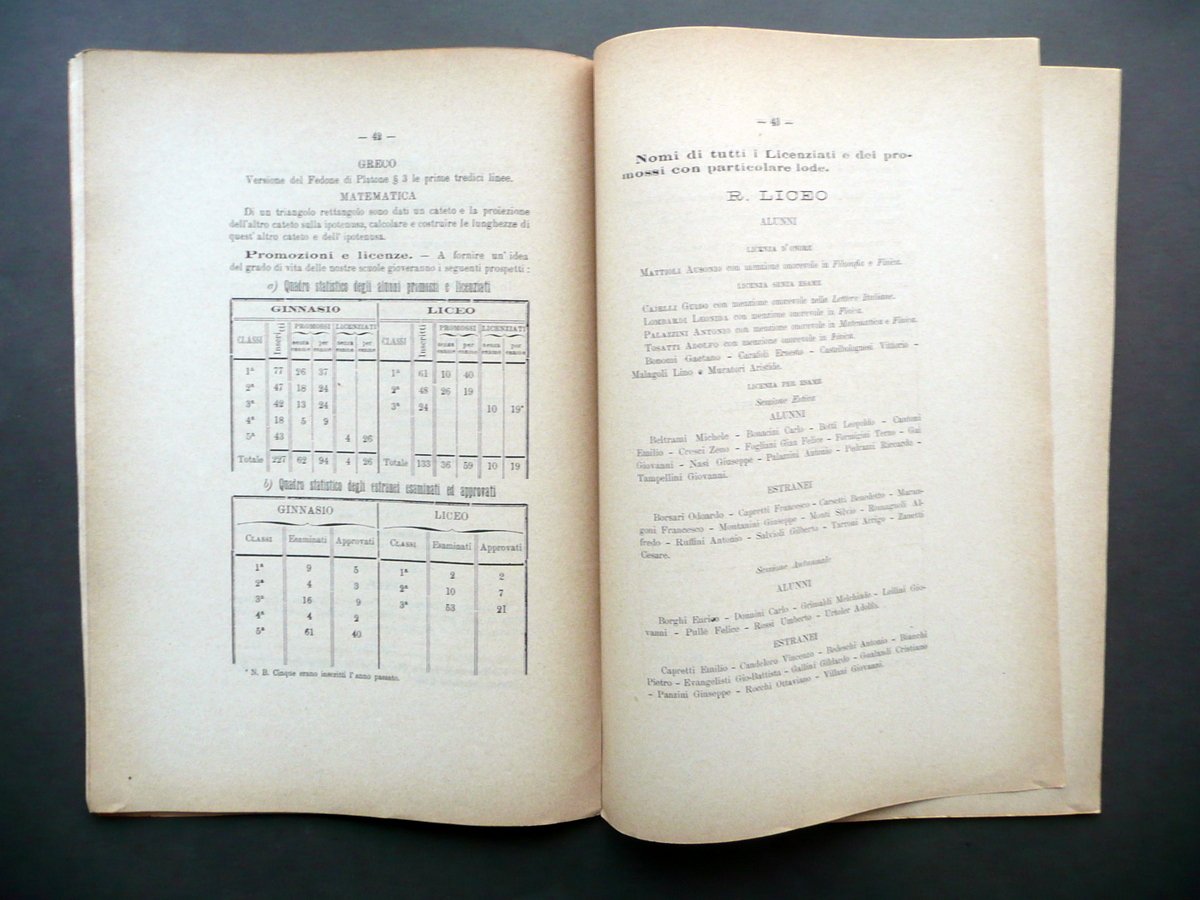 — 42 —
GRECO
Versione del Fedone di Platone § 3 le prime tredici linee.
MATEMATICA
Di un triangolo rettangolo sono dati un cateto e la proiezione
dell'altro cateto sulla ipotenusa, calcolare e costruire le lunghezze di
quest' altro cateto e dell' ipotenusa.
Promozioni e licenze. — A fornire un' idea
del grado di vita delle nostre scuole gioveranno i seguenti prospetti :
a) Quadro statistico degli alunni promossi e licenziati
GINNASIO LICEO
CLASSI Inscritti PROMOSSI LICENZIATI CLASSI Inscritti PROMOSSI LICENZIATI
senza esame per esame senza esame per esame senza esame per esame senza esame per esame
1ª 77 26 37 1ª 61 10 40
2ª 47 18 24 2ª 48 26 19
3ª 42 13 24 3ª 24 10 19*
4ª 18 5 9
5ª 43 4 26
Totale 227 62 94 4 26 Totale 133 36 59 10 19
b) Quadro statistico degli estranei esaminati ed approvati
GINNASIO LICEO
CLASSI Esaminati Approvati CLASSI Esaminati Approvati
1ª 9 5 1ª 2 2
2ª 4 3 2ª 10 7
3ª 16 9 3ª 53 21
4ª 4 2
5ª 61 40
* N. B. Cinque erano inscritti l' anno passato.
— 43 —
Nomi di tutti i Licenziati e dei pro-
mossi con particolare lode.
R. LICEO
ALUNNI
LICENZA D'ONORE
MATTIOLI AUSONIO con menzione onorevole in Filosofia e Fisica.
LICENZA SENZA ESAME
CAJELLI GUIDO con menzione onorevole nelle Lettere Italiane.
LOMBARDI LEONIDA con menzione onorevole in Fisica.
PALAZZINI ANTONIO con menzione onorevole in Matematica e Fisica.
TOSATTI ADOLFO con menzione onorevole in Fisica.
Bonomi Gaetano - Garafoli Ernesto - Castelbolognesi Vittorio -
Malagoli Lino e Muratori Aristide.
LICENZA PER ESAME
Sezione Estiva
ALUNNI
Beltrami Michele - Bonacini Carlo - Botti Leopoldo - Cantoni
Emilio - Cresci Zeno - Fogliani Gian Felice - Formigini Terno - Gai
Giovanni - Nasi Giuseppe - Palazzini Antonio - Pedrazzi Riccardo -
Tampellini Giovanni.
ESTRANEI
Borsari Odoardo - Capretti Francesco - Carsetti Benedetto - Maran-
goni Francesco - Montanini Giuseppe - Monti Silvio - Romagnoli Al-
fredo - Ruffini Antonio - Salvioli Gilberto - Tarroni Arrigo - Zanetti
Cesare.
Sezione Autunnale
ALUNNI
Borghi Enrico - Donnini Carlo - Grimaldi Melchiade - Lollini Gio-
vanni - Pullè Felice - Rossi Umberto - Urtoler Adolfo.
ESTRANEI
Capretti Emilio - Candeloro Vincenzo - Bedeschi Antonio - Bianchi
Pietro - Evangelisti Gio-Battista - Gallini Gildardo - Gualandi Cristiano
- Panzini Giuseppe - Rocchi Octaviano - Villani Giovanni.